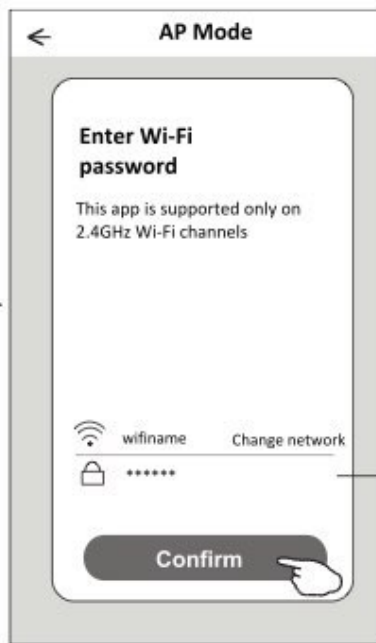 AP Mode
Enter Wi-Fi
password
This app is supported only on
2.4GHz Wi-Fi channels
wifiname Change network
******
Confirm